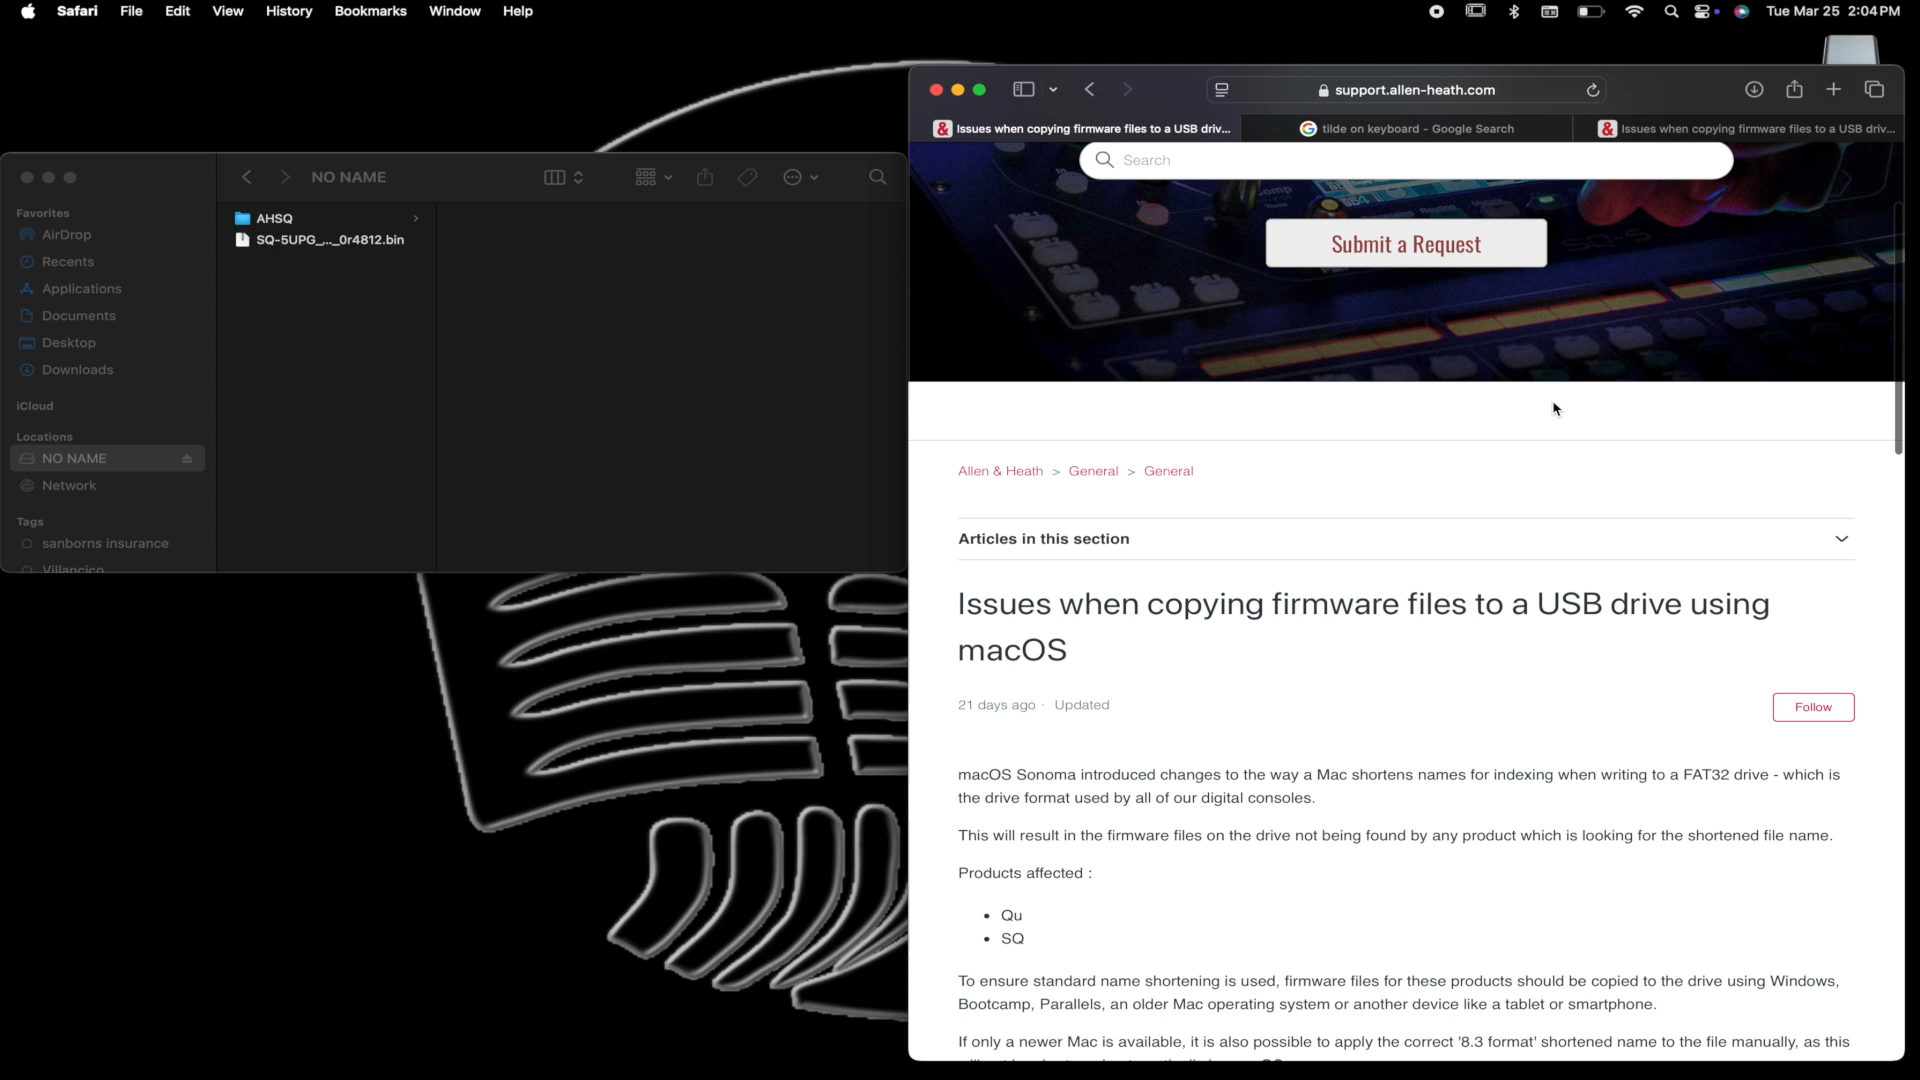 Safari File Edit View History Bookmarks Window Help
Tue Mar 25 2:04 PM
support.allen-heath.com
& Issues when copying firmware files to a USB driv...
tilde on keyboard - Google Search
& Issues when copying firmware files to a USB driv...
NO NAME
Favorites
AirDrop
Recents
Applications
Documents
Desktop
Downloads
iCloud
Locations
NO NAME
Network
Tags
sanborns insurance
Villancico
AHSQ
SQ-5UPG_..._0r4812.bin
Search
Submit a Request
Allen & Heath > General > General
Articles in this section
Issues when copying firmware files to a USB drive using
macOS
21 days ago · Updated
Follow
macOS Sonoma introduced changes to the way a Mac shortens names for indexing when writing to a FAT32 drive - which is
the drive format used by all of our digital consoles.
This will result in the firmware files on the drive not being found by any product which is looking for the shortened file name.
Products affected :
• Qu
• SQ
To ensure standard name shortening is used, firmware files for these products should be copied to the drive using Windows,
Bootcamp, Parallels, an older Mac operating system or another device like a tablet or smartphone.
If only a newer Mac is available, it is also possible to apply the correct '8.3 format' shortened name to the file manually, as this